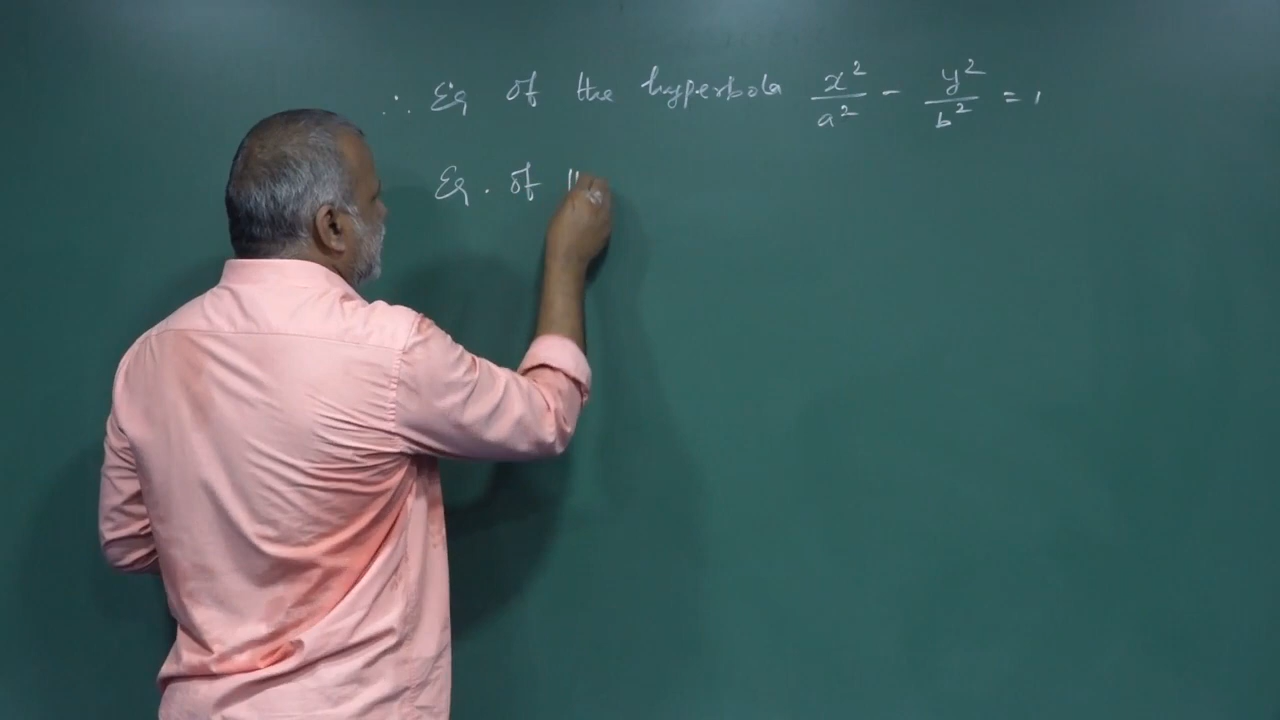 ∴ Eq of the hyperbola x²/a² - y²/b² = 1
Eq. of